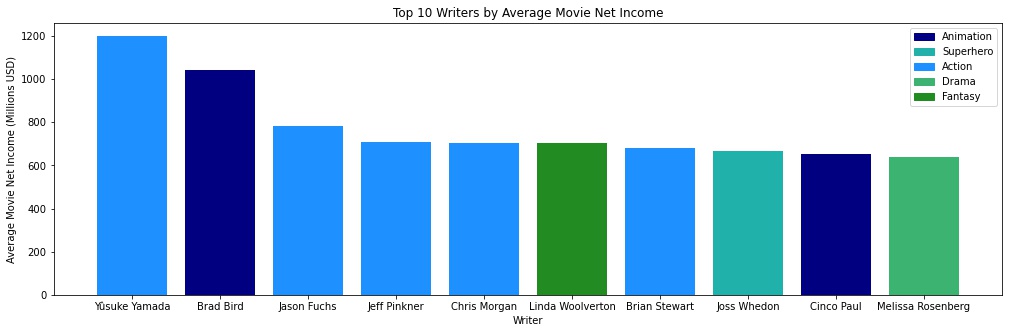 Top 10 Writers by Average Movie Net Income
Average Movie Net Income (Millions USD)
1200
1000
800
600
400
200
0
Animation
Superhero
Action
Drama
Fantasy
Yûsuke Yamada Brad Bird Jason Fuchs Jeff Pinkner Chris Morgan Linda Woolverton Brian Stewart Joss Whedon Cinco Paul Melissa Rosenberg
Writer